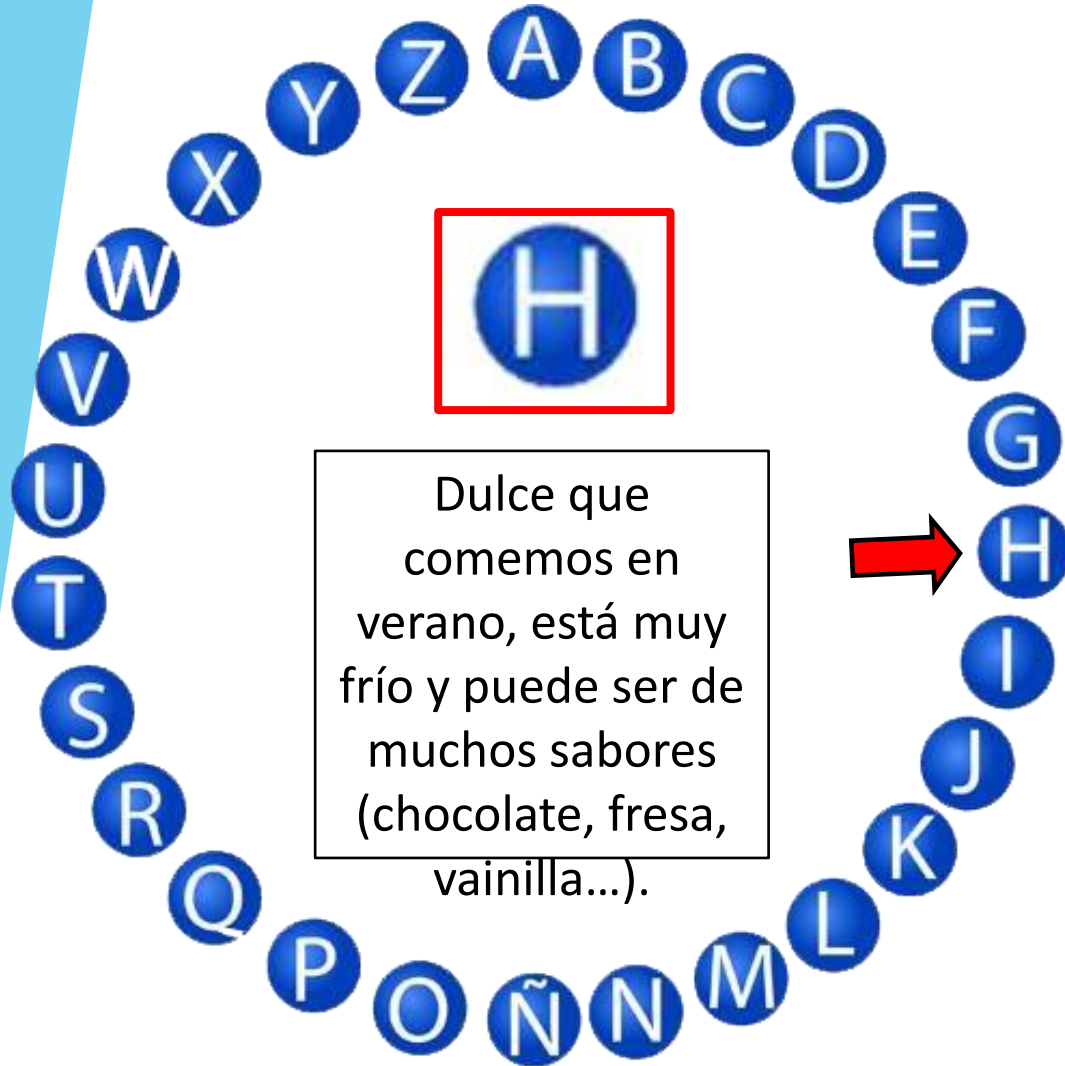 A
B
C
D
E
F
G
H
I
J
K
L
M
N
Ñ
O
P
Q
R
S
T
U
V
W
X
Y
Z
H
Dulce que
comemos en
verano, está muy
frío y puede ser de
muchos sabores
(chocolate, fresa,
vainilla...).